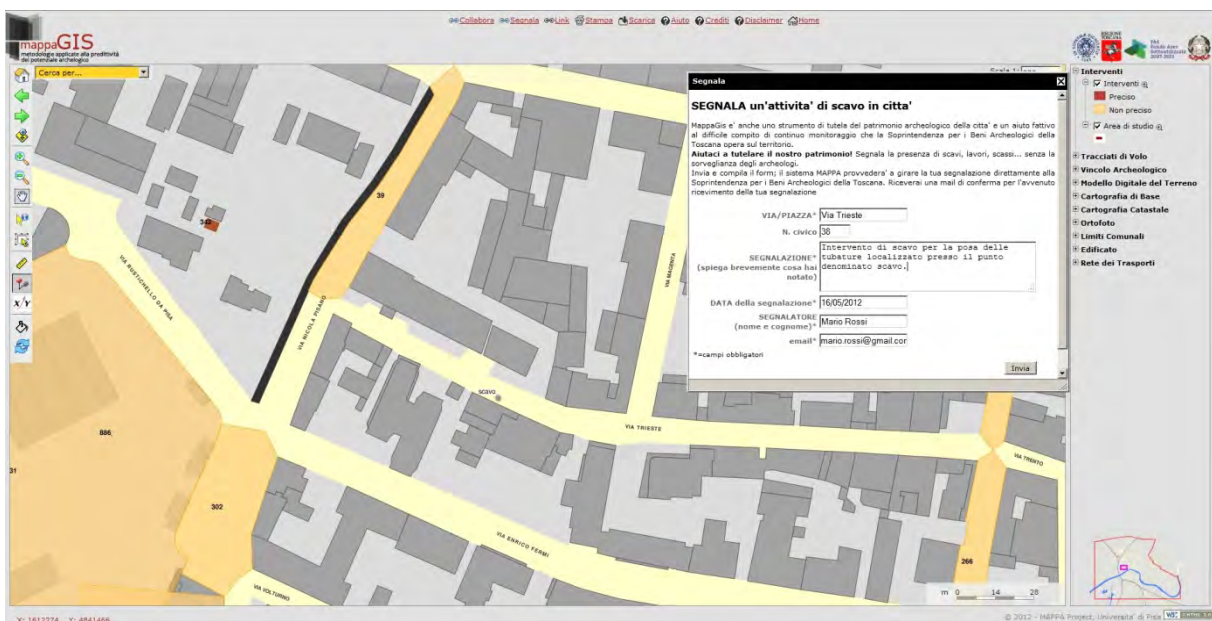 Collabora Segnala Link Stampa Scarica Aiuto Crediti Disclaimer Home
mappaGIS
metodologie applicate alla predittività
del potenziale archeologico
REGIONE
TOSCANA
Cerca per...
Segnala
SEGNALA un'attivita' di scavo in citta'
MappaGis e' anche uno strumento di tutela del patrimonio archeologico della citta' e un aiuto fattivo
al difficile compito di continuo monitoraggio che la Soprintendenza per i Beni Archeologici della
Toscana opera sul territorio.
Aiutaci a tutelare il nostro patrimonio! Segnala la presenza di scavi, lavori, scassi... senza la
sorveglianza degli archeologi.
Invia e compila il form; il sistema MAPPA provvedera' a girare la tua segnalazione direttamente alla
Soprintendenza per i Beni Archeologici della Toscana. Riceverai una mail di conferma per l'avvenuto
ricevimento della tua segnalazione
VIA/PIAZZA* Via Trieste
N. civico 38
SEGNALAZIONE*
(spiega brevemente cosa hai
notato)
Intervento di scavo per la posa delle
tubature localizzato presso il punto
denominato scavo.
DATA della segnalazione* 16/05/2012
SEGNALATORE
(nome e cognome)* Mario Rossi
email* mario.rossi@gmail.cor
*=campi obbligatori
Invia
Interventi
Interventi
Preciso
Non preciso
Area di studio
Tracciati di Volo
Vincolo Archeologico
Modello Digitale del Terreno
Cartografia di Base
Cartografia Catastale
Ortofoto
Limiti Comunali
Edificato
Rete dei Trasporti
X/Y
39
342
VIA RUSTICHELLO DA PISA
VIA NICOLA PISANO
VIA MAGENTA
scavo
VIA TRIESTE
VIA TRENTO
886
31
302
VIA ENRICO FERMI
VIA VOLTURNO
266
m 0 14 28
X: 1612274 Y: 4841466
© 2012 - MAPPA Project, Universita' di Pisa W3C